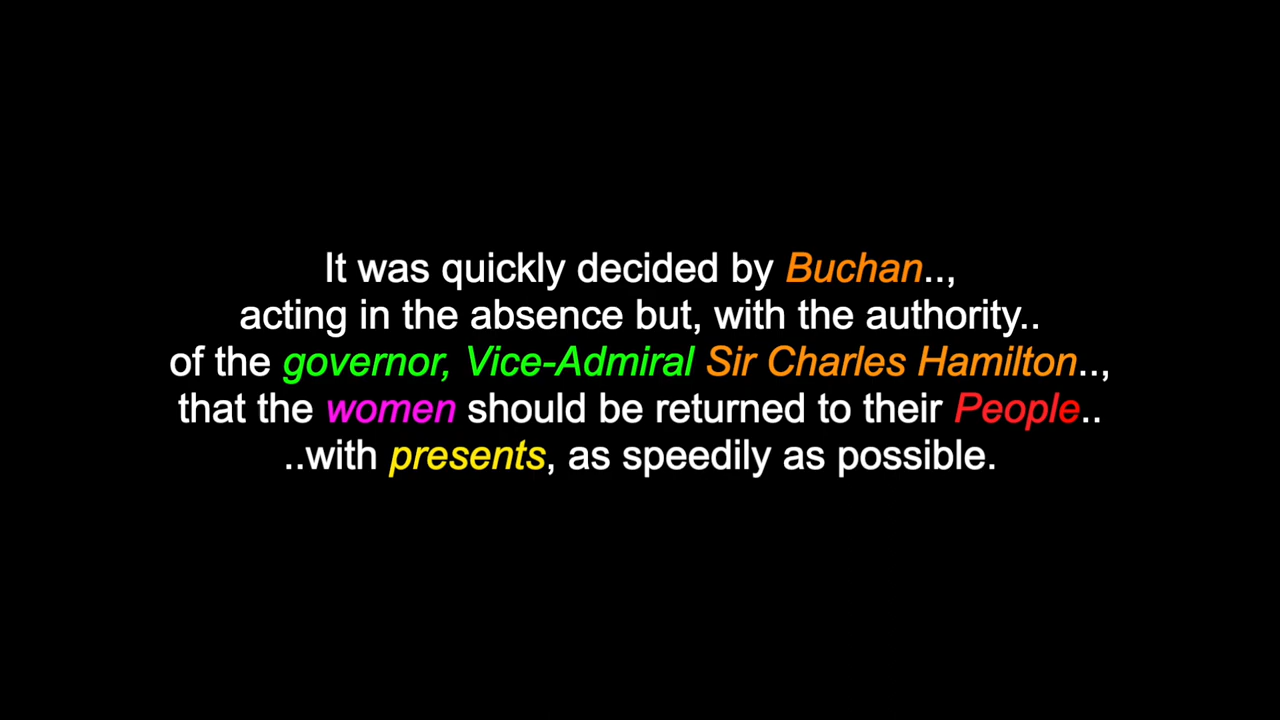 It was quickly decided by Buchan..,
acting in the absence but, with the authority..
of the governor, Vice-Admiral Sir Charles Hamilton..,
that the women should be returned to their People..
..with presents, as speedily as possible.